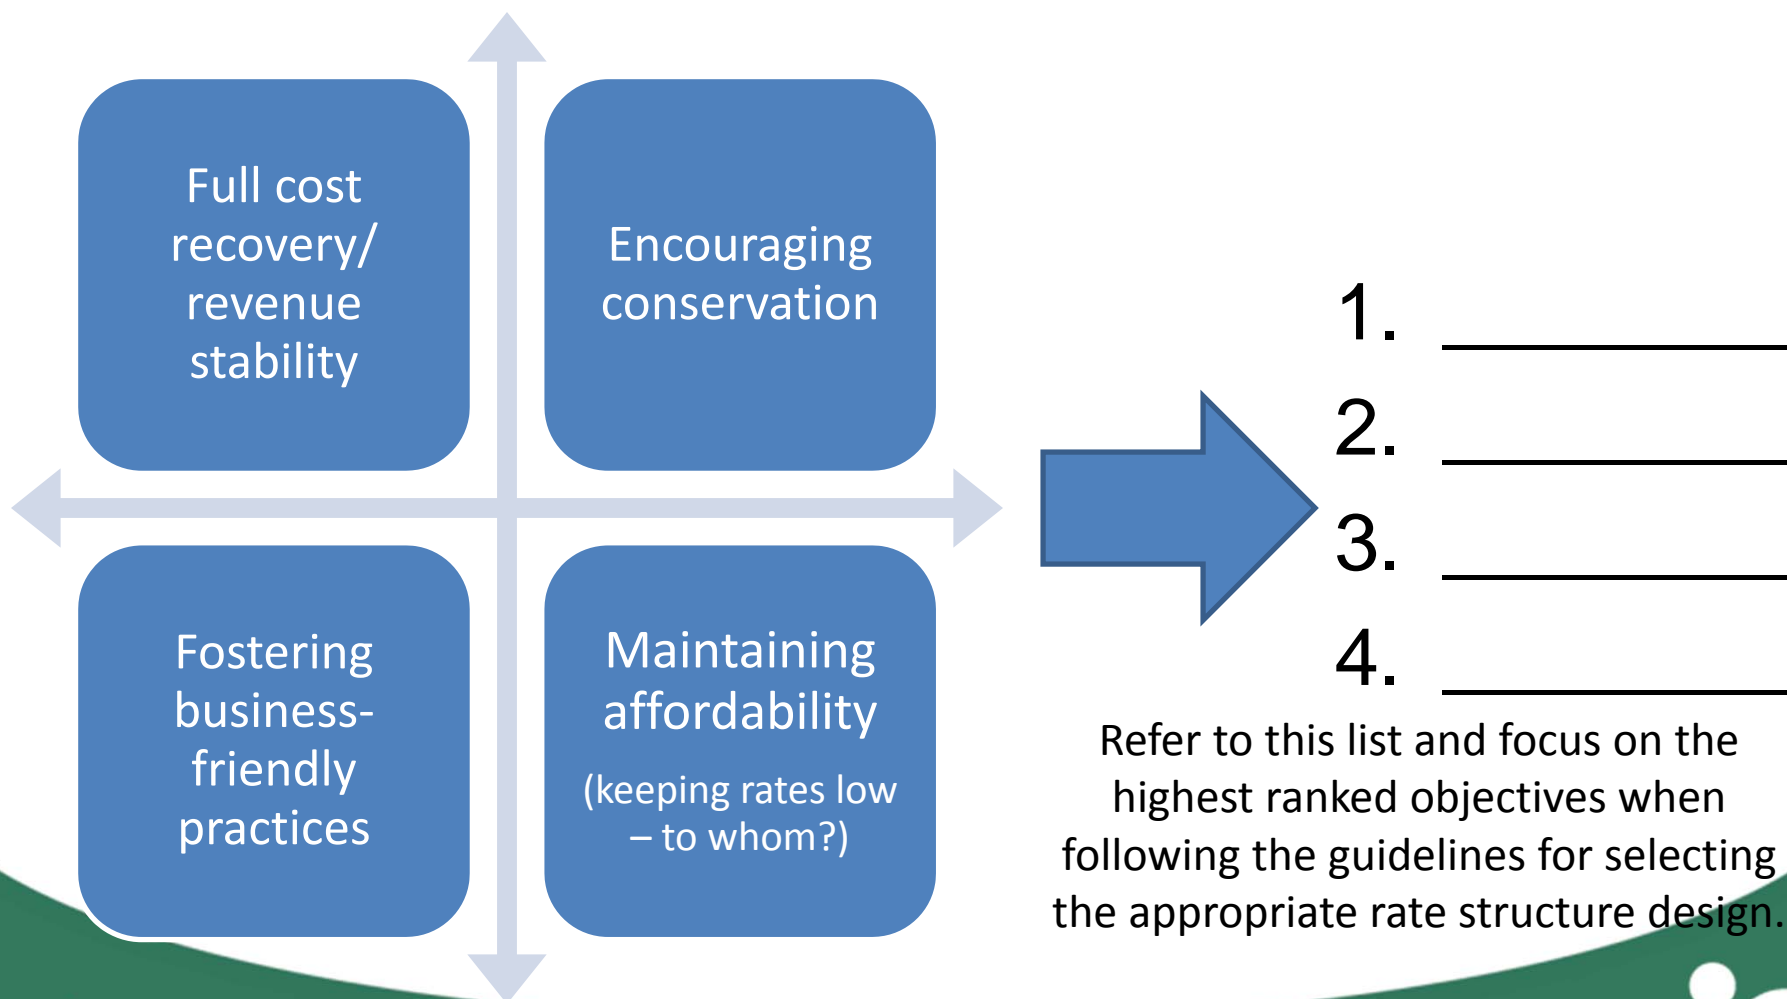 Full cost
recovery/
revenue
stability
Encouraging
conservation
Fostering
business-
friendly
practices
Maintaining
affordability
(keeping rates low
– to whom?)
1.
2.
3.
4.
Refer to this list and focus on the
highest ranked objectives when
following the guidelines for selecting
the appropriate rate structure design.